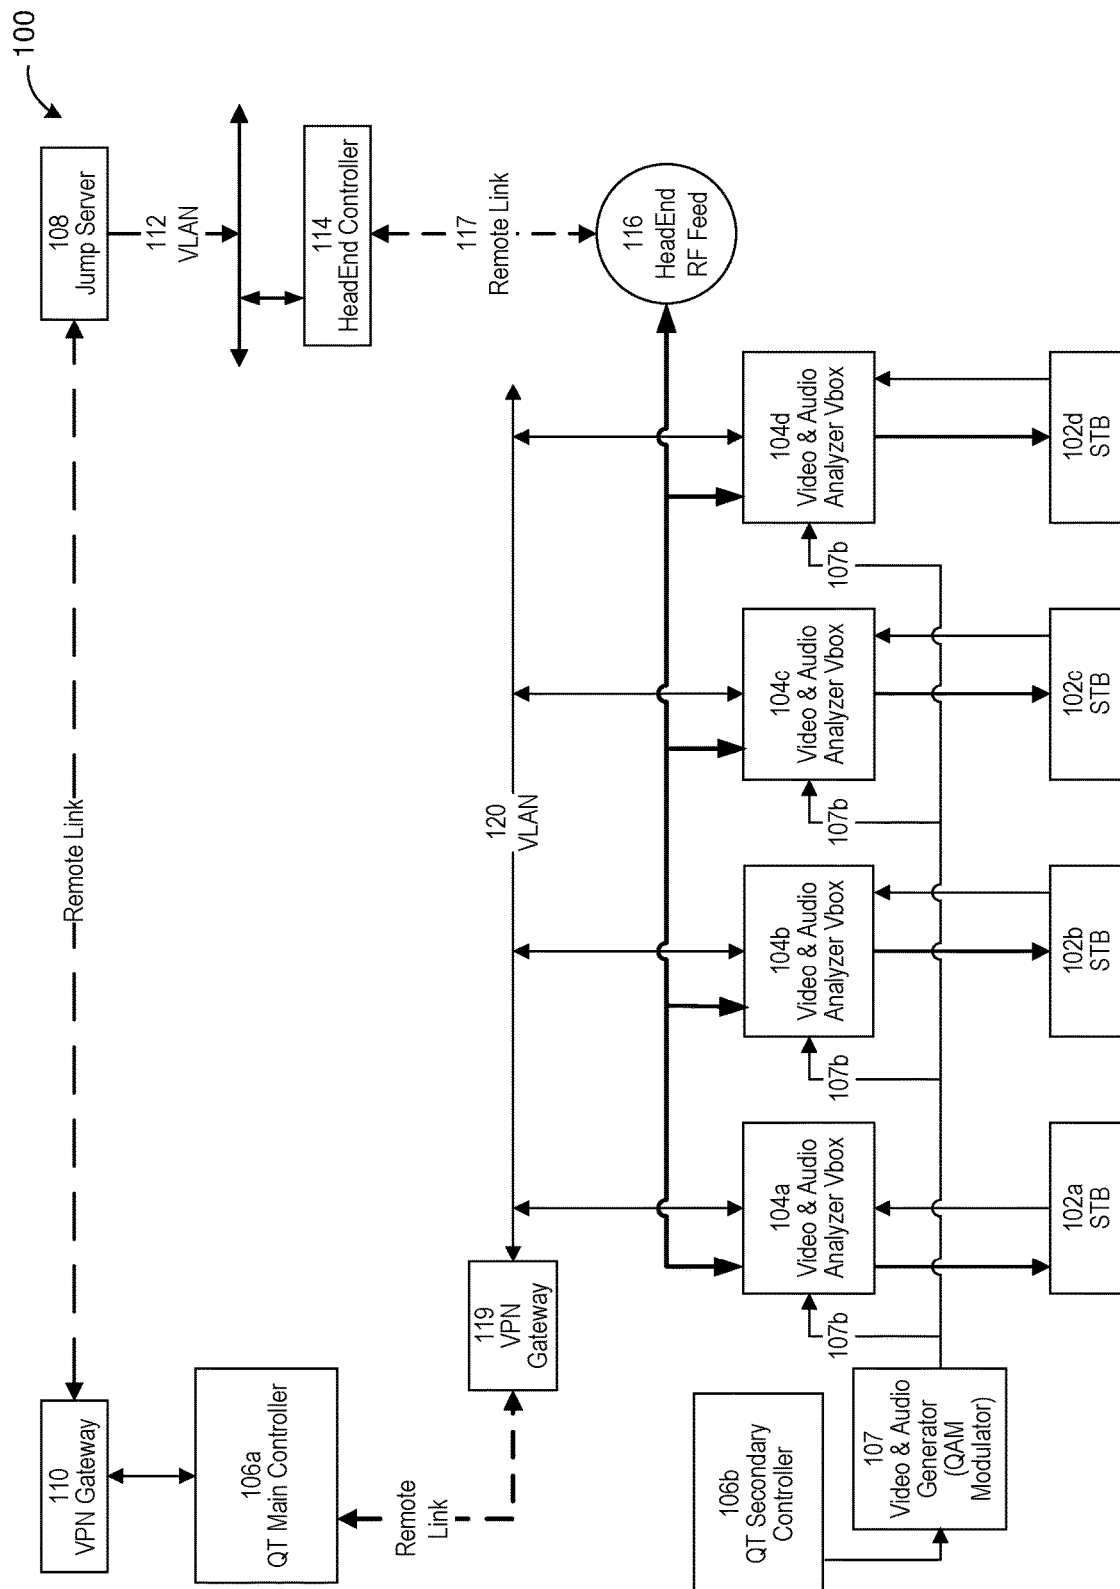 100
110
VPN Gateway
Remote Link
108
Jump Server
106a
QT Main Controller
112
VLAN
114
HeadEnd Controller
Remote
Link
117
Remote Link
119
VPN
Gateway
120
VLAN
116
HeadEnd
RF Feed
104a
Video & Audio
Analyzer Vbox
104b
Video & Audio
Analyzer Vbox
104c
Video & Audio
Analyzer Vbox
104d
Video & Audio
Analyzer Vbox
106b
QT Secondary
Controller
107b
107b
107b
107b
107
Video & Audio
Generator
(QAM
Modulator)
102a
STB
102b
STB
102c
STB
102d
STB